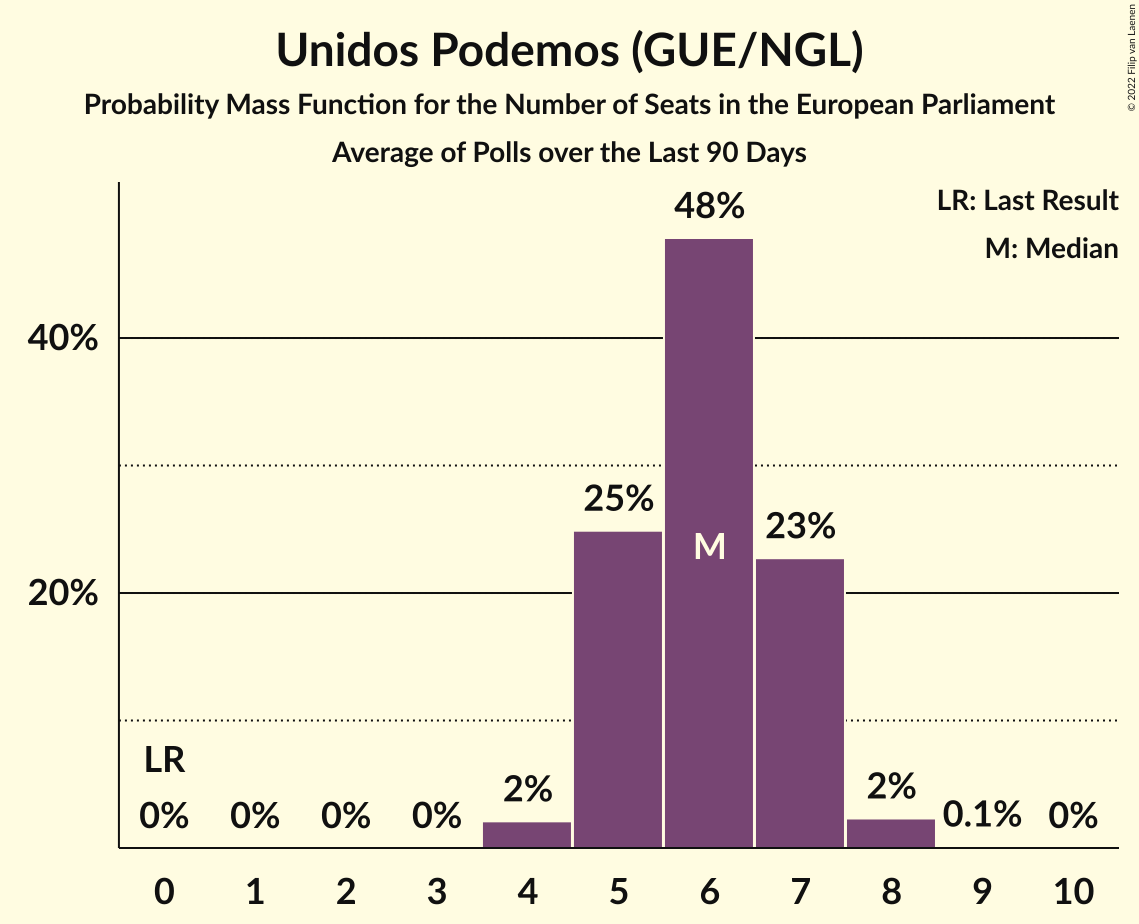 Unidos Podemos (GUE/NGL)
Probability Mass Function for the Number of Seats in the European Parliament
Average of Polls over the Last 90 Days
© 2022 Filip van Laenen
LR: Last Result
M: Median
48%
40%
25%
23%
M
20%
LR
0%
0%
0%
0%
2%
2%
0.1%
0%
0 1 2 3 4 5 6 7 8 9 10